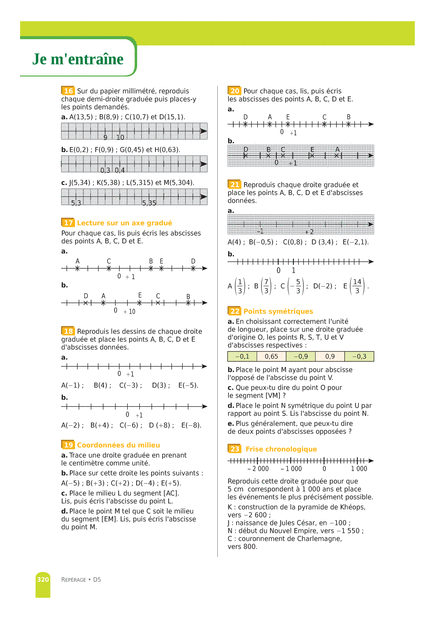 Je m'entraîne
16 Sur du papier millimétré, reproduis
chaque demi-droite graduée puis places-y
les points demandés.
a. A(13,5) ; B(8,9) ; C(10,7) et D(15,1).
9 10
b. E(0,2) ; F(0,9) ; G(0,45) et H(0,63).
0,3 0,4
c. J(5,34) ; K(5,38) ; L(5,315) et M(5,304).
5,3 5,35
17 Lecture sur un axe gradué
Pour chaque cas, lis puis écris les abscisses
des points A, B, C, D et E.
a.
A C B E D
0 + 1
b.
D A E C B
0 + 10
18 Reproduis les dessins de chaque droite
graduée et place les points A, B, C, D et E
d'abscisses données.
a.
0 +1
A(−1) ; B(4) ; C(−3) ; D(3) ; E(−5).
b.
0 +1
A(−2) ; B(+4) ; C(−6) ; D (+8) ; E(−8).
19 Coordonnées du milieu
a. Trace une droite graduée en prenant
le centimètre comme unité.
b. Place sur cette droite les points suivants :
A(−5) ; B(+3) ; C(+2) ; D(−4) ; E(+5).
c. Place le milieu L du segment [AC].
Lis, puis écris l'abscisse du point L.
d. Place le point M tel que C soit le milieu
du segment [EM]. Lis, puis écris l'abscisse
du point M.
20 Pour chaque cas, lis, puis écris
les abscisses des points A, B, C, D et E.
a.
D A E C B
0 +1
b.
D B C E A
0 +1
21 Reproduis chaque droite graduée et
place les points A, B, C, D et E d'abscisses
données.
a.
−1 + 2
A(4) ; B(−0,5) ; C(0,8) ; D (3,4) ; E(−2,1).
b.
0 1
A (1/3) ; B (7/3) ; C (−5/3) ; D(−2) ; E (14/3) .
22 Points symétriques
a. En choisissant correctement l'unité
de longueur, place sur une droite graduée
d'origine O, les points R, S, T, U et V
d'abscisses respectives :
−0,1 0,65 −0,9 0,9 −0,3
b. Place le point M ayant pour abscisse
l'opposé de l'abscisse du point V.
c. Que peux-tu dire du point O pour
le segment [VM] ?
d. Place le point N symétrique du point U par
rapport au point S. Lis l'abscisse du point N.
e. Plus généralement, que peux-tu dire
de deux points d'abscisses opposées ?
23 Frise chronologique
− 2 000 − 1 000 0 1 000
Reproduis cette droite graduée pour que
5 cm correspondent à 1 000 ans et place
les événements le plus précisément possible.
K : construction de la pyramide de Khéops,
vers −2 600 ;
J : naissance de Jules César, en −100 ;
N : début du Nouvel Empire, vers −1 550 ;
C : couronnement de Charlemagne,
vers 800.
320 REPÉRAGE • D5